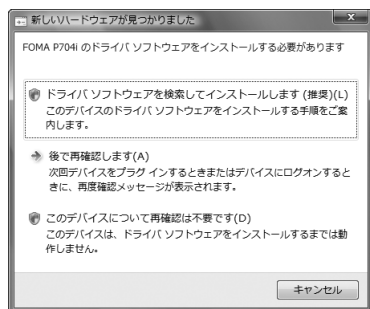 新しいハードウェアが見つかりました
FOMA P704i のドライバ ソフトウェアをインストールする必要があります
ドライバ ソフトウェアを検索してインストールします (推奨)(L)
このデバイスのドライバ ソフトウェアをインストールする手順をご案
内します。
後で再確認します(A)
次回デバイスをプラグ インするときまたはデバイスにログオンすると
きに、再度確認メッセージが表示されます。
このデバイスについて再確認は不要です(D)
このデバイスは、ドライバ ソフトウェアをインストールするまでは動
作しません。
キャンセル